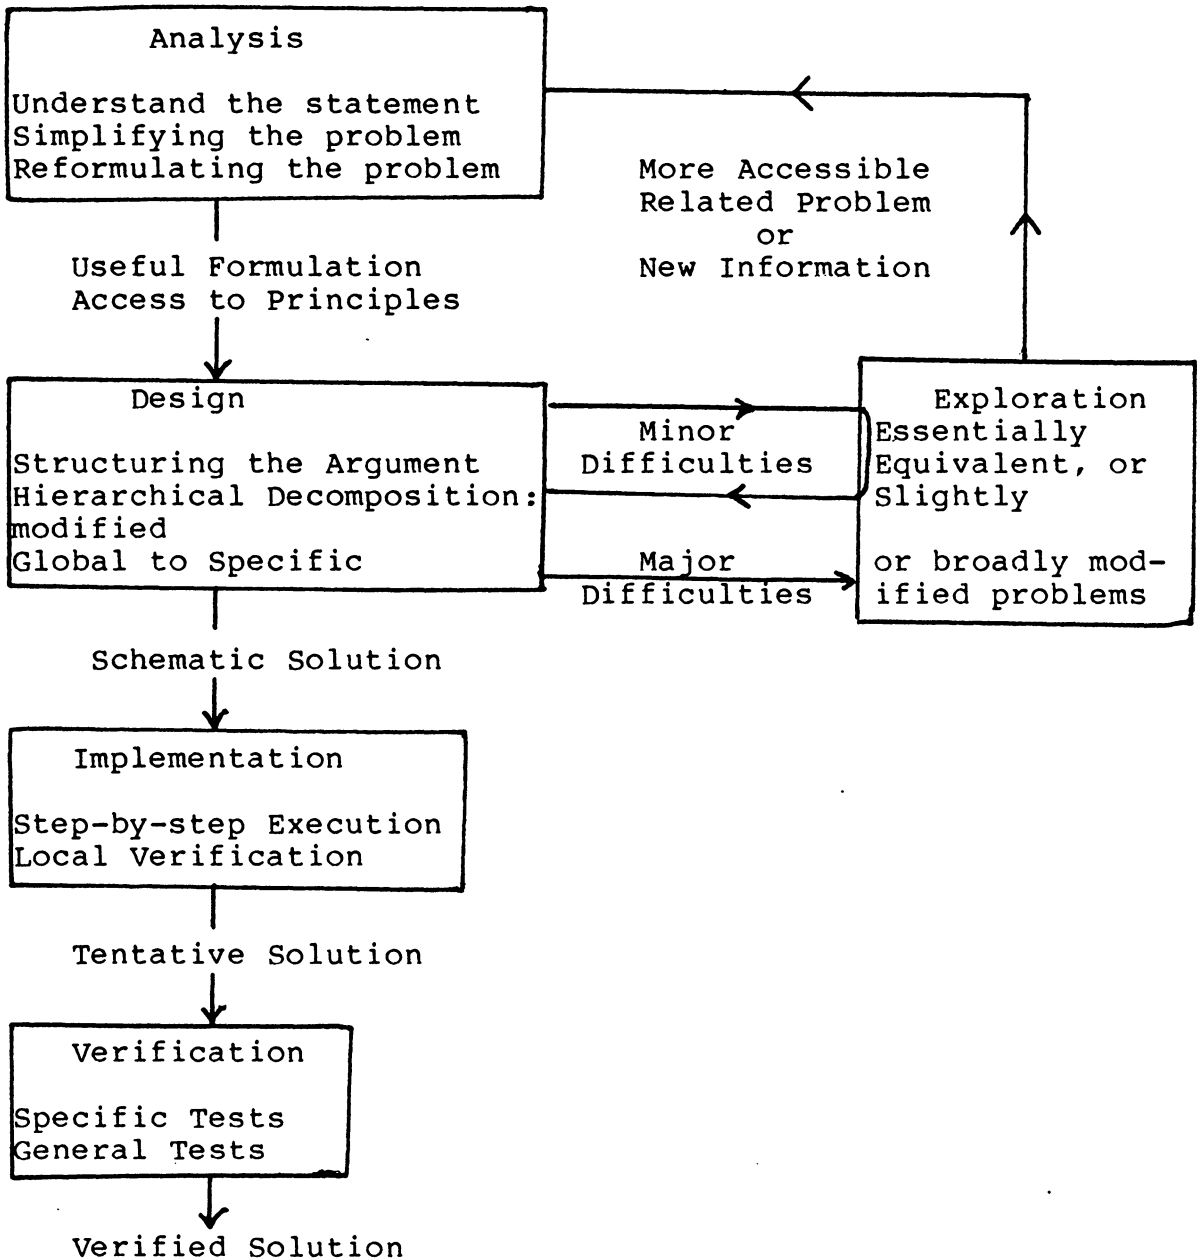 Analysis
Understand the statement
Simplifying the problem
Reformulating the problem
More Accessible
Related Problem
or
New Information
Useful Formulation
Access to Principles
Design
Structuring the Argument
Hierarchical Decomposition:
modified
Global to Specific
Minor
Difficulties
Major
Difficulties
Exploration
Essentially
Equivalent, or
Slightly
or broadly mod-
ified problems
Schematic Solution
Implementation
Step-by-step Execution
Local Verification
Tentative Solution
Verification
Specific Tests
General Tests
Verified Solution